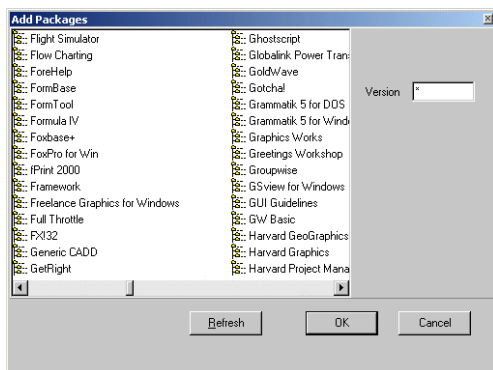 Add Packages
Flight Simulator
Flow Charting
ForeHelp
FormBase
FormTool
Formula IV
Foxbase+
FoxPro for Win
fPrint 2000
Framework
Freelance Graphics for Windows
Full Throttle
FX!32
Generic CADD
GetRight
Ghostscript
Globalink Power Trans
GoldWave
Gotcha!
Grammatik 5 for DOS
Grammatik 5 for Windo
Graphics Works
Greetings Workshop
Groupwise
GSview for Windows
GUI Guidelines
GW Basic
Harvard GeoGraphics
Harvard Graphics
Harvard Project Mana
Version *
Refresh OK Cancel